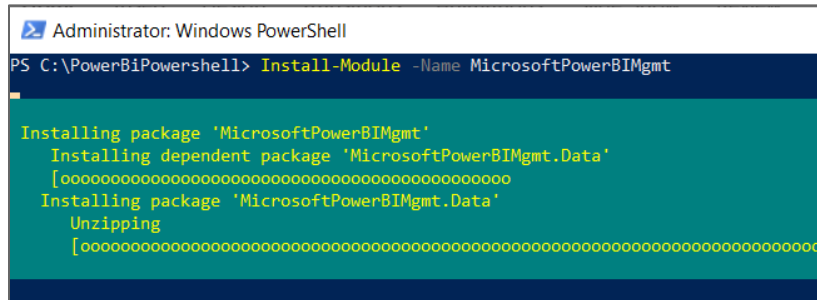 Administrator: Windows PowerShell
PS C:\PowerBiPowershell> Install-Module -Name MicrosoftPowerBIMgmt
Installing package 'MicrosoftPowerBIMgmt'
Installing dependent package 'MicrosoftPowerBIMgmt.Data'
[ooooooooooooooooooooooooooooooooooooooooooooo
Installing package 'MicrosoftPowerBIMgmt.Data'
Unzipping
[oooooooooooooooooooooooooooooooooooooooooooooooooooooooooooooooooooooooooo